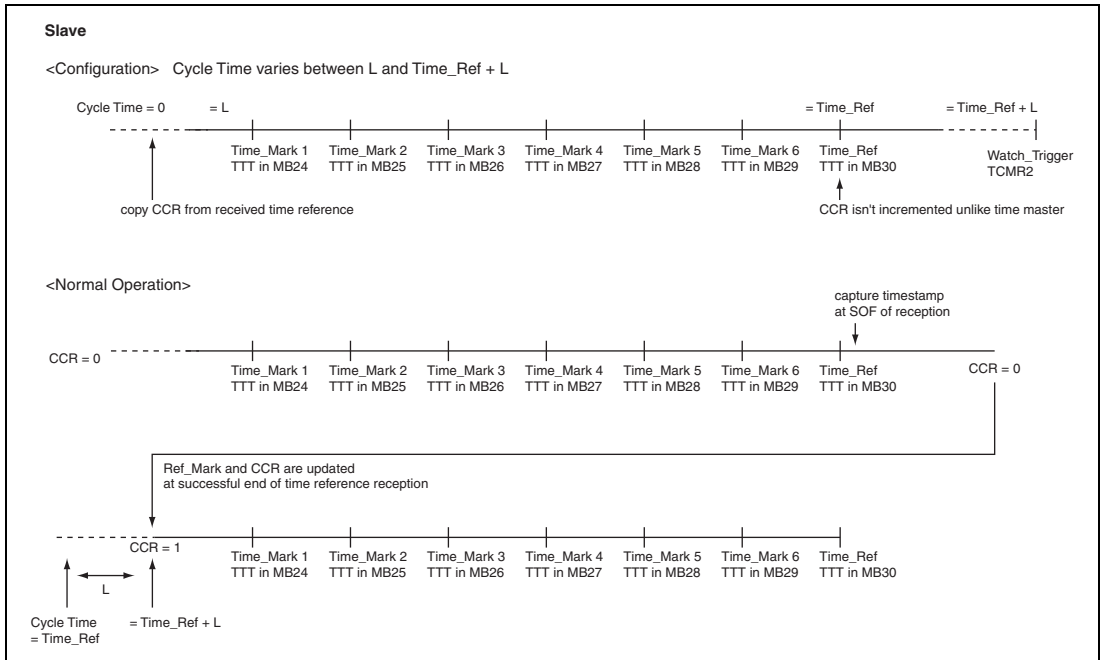 Slave
<Configuration> Cycle Time varies between L and Time_Ref + L
Cycle Time = 0
= L
= Time_Ref
= Time_Ref + L
Time_Mark 1
TTT in MB24
Time_Mark 2
TTT in MB25
Time_Mark 3
TTT in MB26
Time_Mark 4
TTT in MB27
Time_Mark 5
TTT in MB28
Time_Mark 6
TTT in MB29
Time_Ref
TTT in MB30
Watch_Trigger
TCMR2
copy CCR from received time reference
CCR isn't incremented unlike time master
<Normal Operation>
capture timestamp
at SOF of reception
CCR = 0
Time_Mark 1
TTT in MB24
Time_Mark 2
TTT in MB25
Time_Mark 3
TTT in MB26
Time_Mark 4
TTT in MB27
Time_Mark 5
TTT in MB28
Time_Mark 6
TTT in MB29
Time_Ref
TTT in MB30
CCR = 0
Ref_Mark and CCR are updated
at successful end of time reference reception
CCR = 1
Time_Mark 1
TTT in MB24
Time_Mark 2
TTT in MB25
Time_Mark 3
TTT in MB26
Time_Mark 4
TTT in MB27
Time_Mark 5
TTT in MB28
Time_Mark 6
TTT in MB29
Time_Ref
TTT in MB30
L
Cycle Time
= Time_Ref
= Time_Ref + L